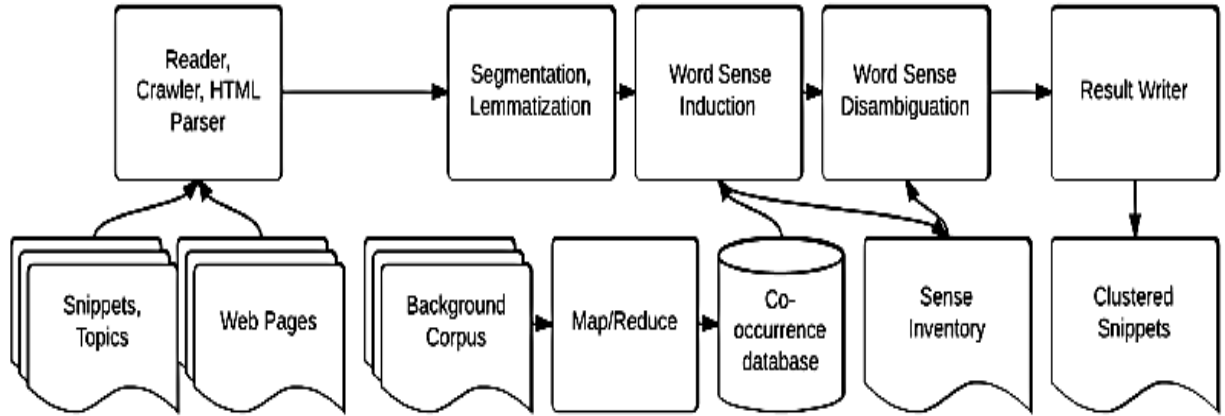 Reader,
Crawler, HTML
Parser
Segmentation,
Lemmatization
Word Sense
Induction
Word Sense
Disambiguation
Result Writer
Snippets,
Topics
Web Pages
Background
Corpus
Map/Reduce
Co-
occurrence
database
Sense
Inventory
Clustered
Snippets